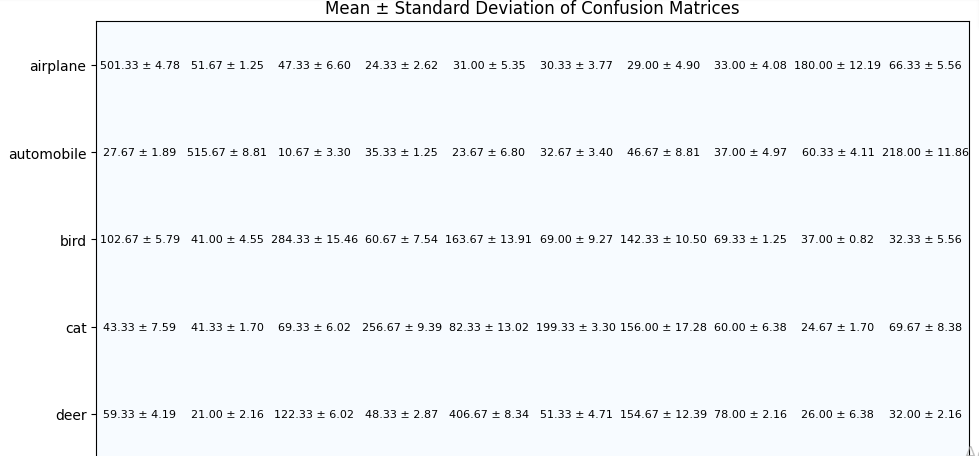 Mean ± Standard Deviation of Confusion Matrices
airplane 501.33 ± 4.78 51.67 ± 1.25 47.33 ± 6.60 24.33 ± 2.62 31.00 ± 5.35 30.33 ± 3.77 29.00 ± 4.90 33.00 ± 4.08 180.00 ± 12.19 66.33 ± 5.56
automobile 27.67 ± 1.89 515.67 ± 8.81 10.67 ± 3.30 35.33 ± 1.25 23.67 ± 6.80 32.67 ± 3.40 46.67 ± 8.81 37.00 ± 4.97 60.33 ± 4.11 218.00 ± 11.86
bird 102.67 ± 5.79 41.00 ± 4.55 284.33 ± 15.46 60.67 ± 7.54 163.67 ± 13.91 69.00 ± 9.27 142.33 ± 10.50 69.33 ± 1.25 37.00 ± 0.82 32.33 ± 5.56
cat 43.33 ± 7.59 41.33 ± 1.70 69.33 ± 6.02 256.67 ± 9.39 82.33 ± 13.02 199.33 ± 3.30 156.00 ± 17.28 60.00 ± 6.38 24.67 ± 1.70 69.67 ± 8.38
deer 59.33 ± 4.19 21.00 ± 2.16 122.33 ± 6.02 48.33 ± 2.87 406.67 ± 8.34 51.33 ± 4.71 154.67 ± 12.39 78.00 ± 2.16 26.00 ± 6.38 32.00 ± 2.16